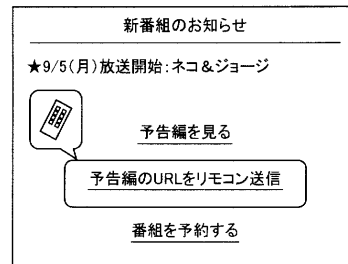 新番組のお知らせ
★9/5(月)放送開始:ネコ&ジョージ
予告編を見る
予告編のURLをリモコン送信
番組を予約する